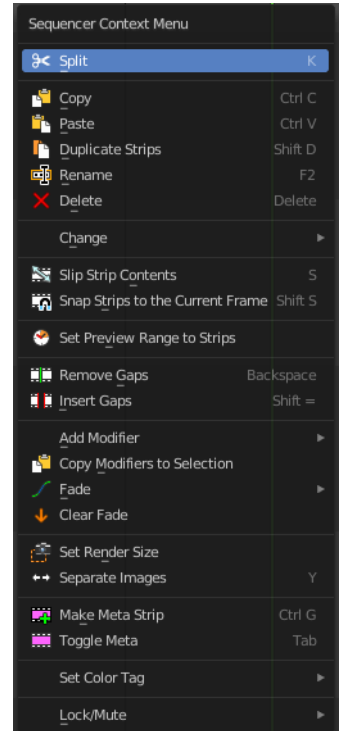 Sequencer Context Menu
Split K
Copy Ctrl C
Paste Ctrl V
Duplicate Strips Shift D
Rename F2
Delete Delete
Change
Slip Strip Contents S
Snap Strips to the Current Frame Shift S
Set Preview Range to Strips
Remove Gaps Backspace
Insert Gaps Shift =
Add Modifier
Copy Modifiers to Selection
Fade
Clear Fade
Set Render Size
Separate Images Y
Make Meta Strip Ctrl G
Toggle Meta Tab
Set Color Tag
Lock/Mute